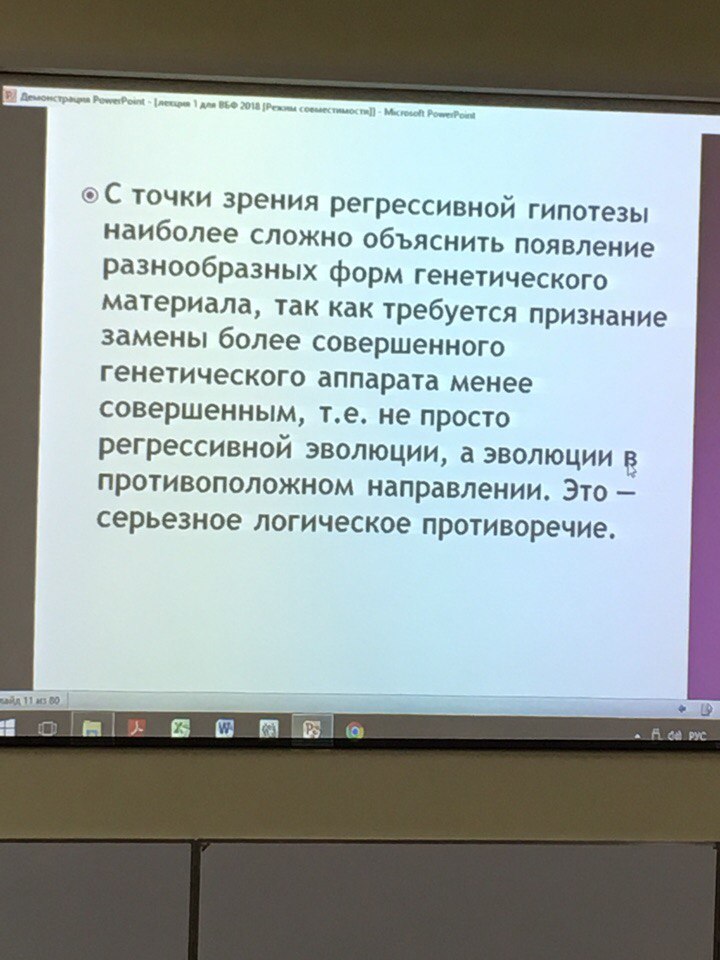 Демонстрация PowerPoint - [лекция 1 для ВБФ 2018 [Режим совместимости]] - Microsoft PowerPoint
С точки зрения регрессивной гипотезы
наиболее сложно объяснить появление
разнообразных форм генетического
материала, так как требуется признание
замены более совершенного
генетического аппарата менее
совершенным, т.е. не просто
регрессивной эволюции, а эволюции в
противоположном направлении. Это —
серьезное логическое противоречие.
лайд 11 из 80
РУС